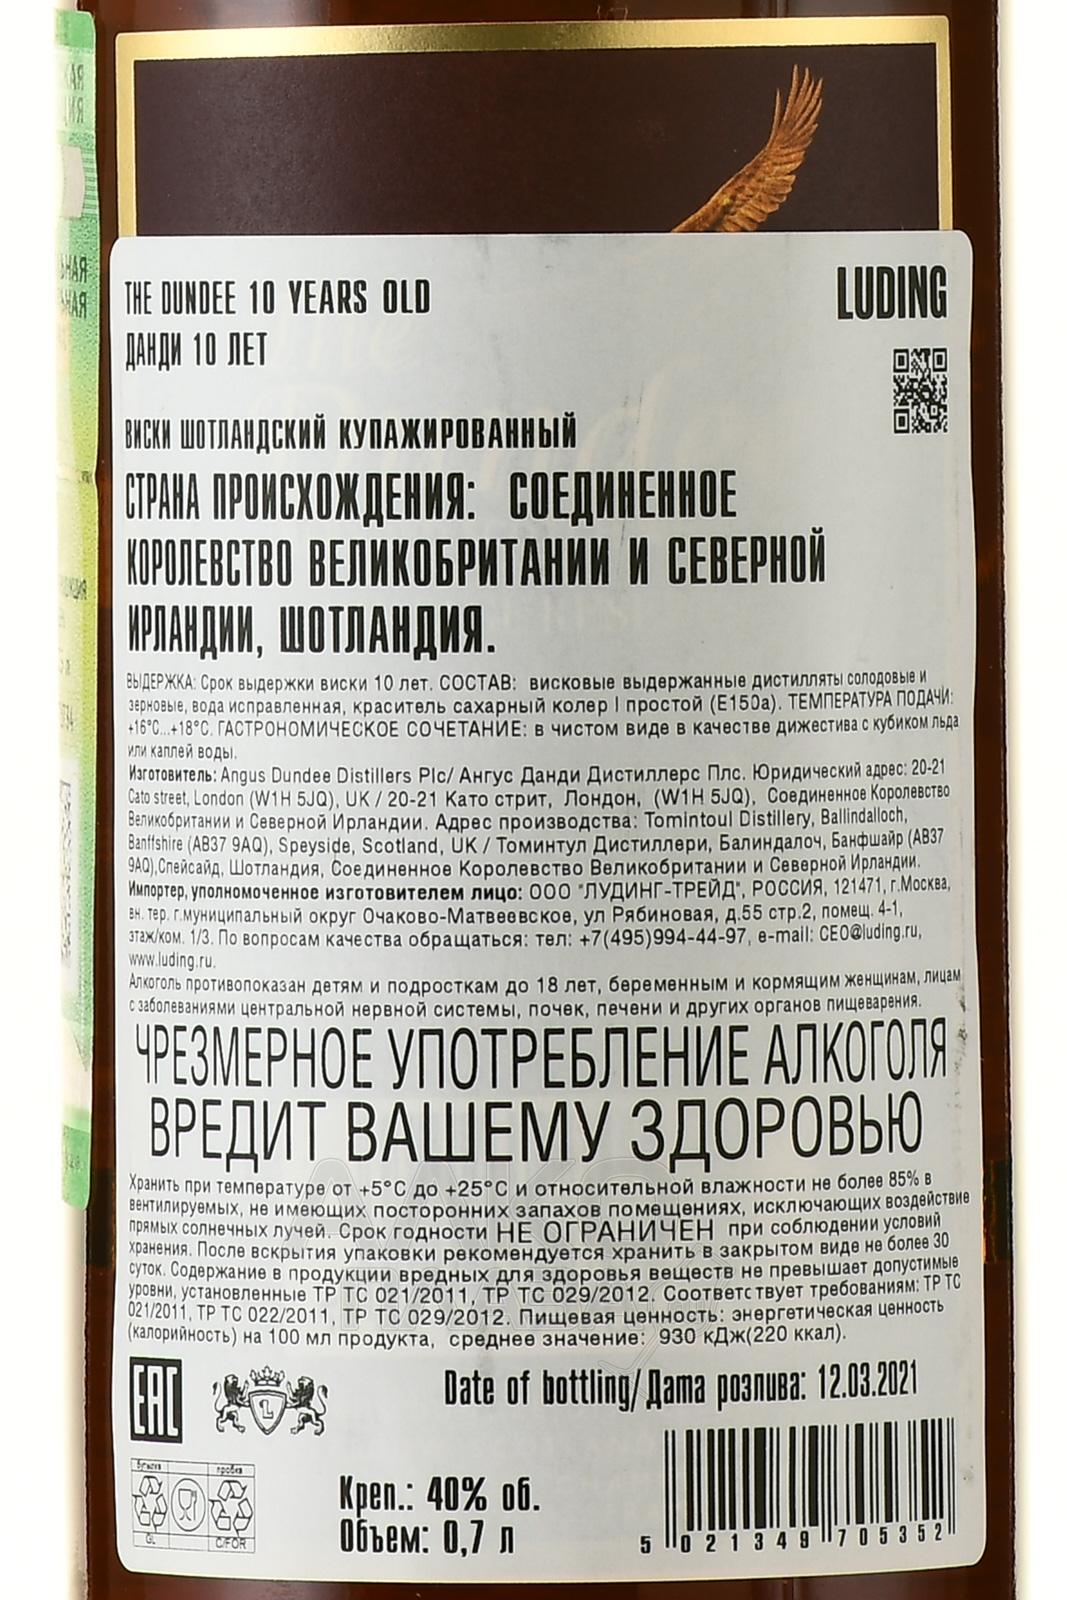 THE DUNDEE 10 YEARS OLD
LUDING
ДАНДИ 10 ЛЕТ
ВИСКИ ШОТЛАНДСКИЙ КУПАЖИРОВАННЫЙ
СТРАНА ПРОИСХОЖДЕНИЯ: СОЕДИНЕННОЕ
КОРОЛЕВСТВО ВЕЛИКОБРИТАНИИ И СЕВЕРНОЙ
ИРЛАНДИИ, ШОТЛАНДИЯ.
ВЫДЕРЖКА: Срок выдержки виски 10 лет. СОСТАВ: висковые выдержанные дистилляты солодовые и
зерновые, вода исправленная, краситель сахарный колер I простой (Е150а). ТЕМПЕРАТУРА ПОДАЧИ:
+16°С...+18°С. ГАСТРОНОМИЧЕСКОЕ СОЧЕТАНИЕ: в чистом виде в качестве дижестива с кубиком льда
или каплей воды.
Изготовитель: Angus Dundee Distillers Plc/ Ангус Данди Дистиллерс Плс. Юридический адрес: 20-21
Cato street, London (W1H 5JQ), UK / 20-21 Като стрит, Лондон, (W1H 5JQ), Соединенное Королевство
Великобритании и Северной Ирландии. Адрес производства: Tomintoul Distillery, Ballindalloch,
Banffshire (AB37 9AQ), Speyside, Scotland, UK / Томинтул Дистиллери, Балиндалоч, Банфшайр (AB37
9AQ),Спейсайд, Шотландия, Соединенное Королевство Великобритании и Северной Ирландии.
Импортер, уполномоченное изготовителем лицо: ООО "ЛУДИНГ-ТРЕЙД", РОССИЯ, 121471, г.Москва,
вн. тер. г.муниципальный округ Очаково-Матвеевское, ул Рябиновая, д.55 стр.2, помещ. 4-1,
этаж/ком. 1/3. По вопросам качества обращаться: тел: +7(495)994-44-97, e-mail: CEO@luding.ru,
www.luding.ru.
Алкоголь противопоказан детям и подросткам до 18 лет, беременным и кормящим женщинам, лицам
с заболеваниями центральной нервной системы, почек, печени и других органов пищеварения.
ЧРЕЗМЕРНОЕ УПОТРЕБЛЕНИЕ АЛКОГОЛЯ
ВРЕДИТ ВАШЕМУ ЗДОРОВЬЮ
Хранить при температуре от +5°С до +25°С и относительной влажности не более 85% в
вентилируемых, не имеющих посторонних запахов помещениях, исключающих воздействие
прямых солнечных лучей. Срок годности НЕ ОГРАНИЧЕН при соблюдении условий
хранения. После вскрытия упаковки рекомендуется хранить в закрытом виде не более 30
суток. Содержание в продукции вредных для здоровья веществ не превышает допустимые
уровни, установленные ТР ТС 021/2011, ТР ТС 029/2012. Соответствует требованиям: ТР ТС
021/2011, ТР ТС 022/2011, ТР ТС 029/2012. Пищевая ценность: энергетическая ценность
(калорийность) на 100 мл продукта, среднее значение: 930 кДж(220 ккал).
EAC
L
Date of bottling/Дата розлива: 12.03.2021
бутылка пробка
GL C/FOR
Креп.: 40% об.
Объем: 0,7 л
5 021349 705352